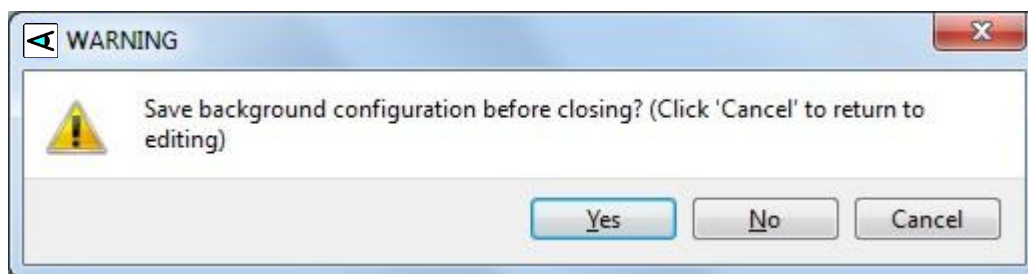 WARNING
Save background configuration before closing? (Click 'Cancel' to return to
editing)
Yes No Cancel